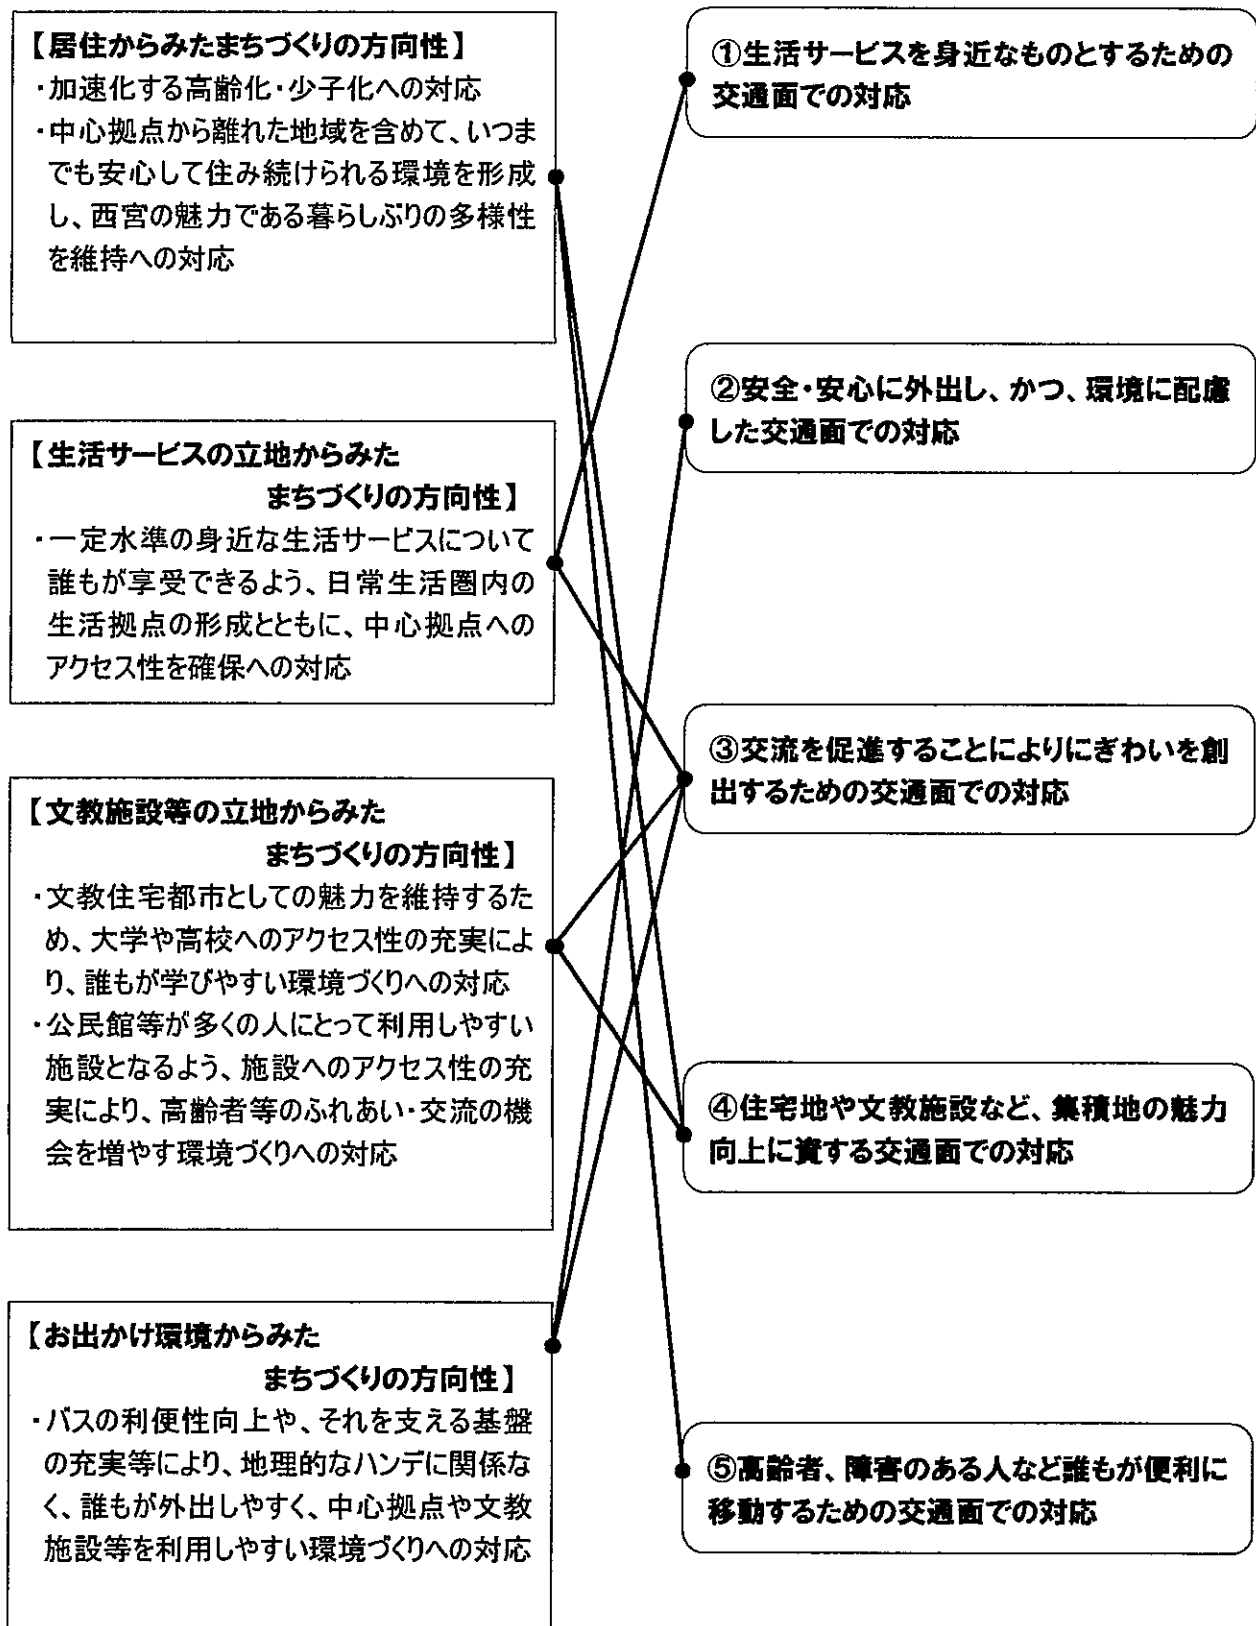 【居住からみたまちづくりの方向性】
・加速化する高齢化・少子化への対応
・中心拠点から離れた地域を含めて、いつま
でも安心して住み続けられる環境を形成
し、西宮の魅力である暮らしぶりの多様性
を維持への対応
【生活サービスの立地からみた
まちづくりの方向性】
・一定水準の身近な生活サービスについて
誰もが享受できるよう、日常生活圏内の
生活拠点の形成とともに、中心拠点への
アクセス性を確保への対応
【文教施設等の立地からみた
まちづくりの方向性】
・文教住宅都市としての魅力を維持するた
め、大学や高校へのアクセス性の充実によ
り、誰もが学びやすい環境づくりへの対応
・公民館等が多くの人にとって利用しやすい
施設となるよう、施設へのアクセス性の充
実により、高齢者等のふれあい・交流の機
会を増やす環境づくりへの対応
【お出かけ環境からみた
まちづくりの方向性】
・バスの利便性向上や、それを支える基盤
の充実等により、地理的なハンデに関係な
く、誰もが外出しやすく、中心拠点や文教
施設等を利用しやすい環境づくりへの対応
①生活サービスを身近なものとするための
交通面での対応
②安全・安心に外出し、かつ、環境に配慮
した交通面での対応
③交流を促進することによりにぎわいを創
出するための交通面での対応
④住宅地や文教施設など、集積地の魅力
向上に資する交通面での対応
⑤高齢者、障害のある人など誰もが便利に
移動するための交通面での対応